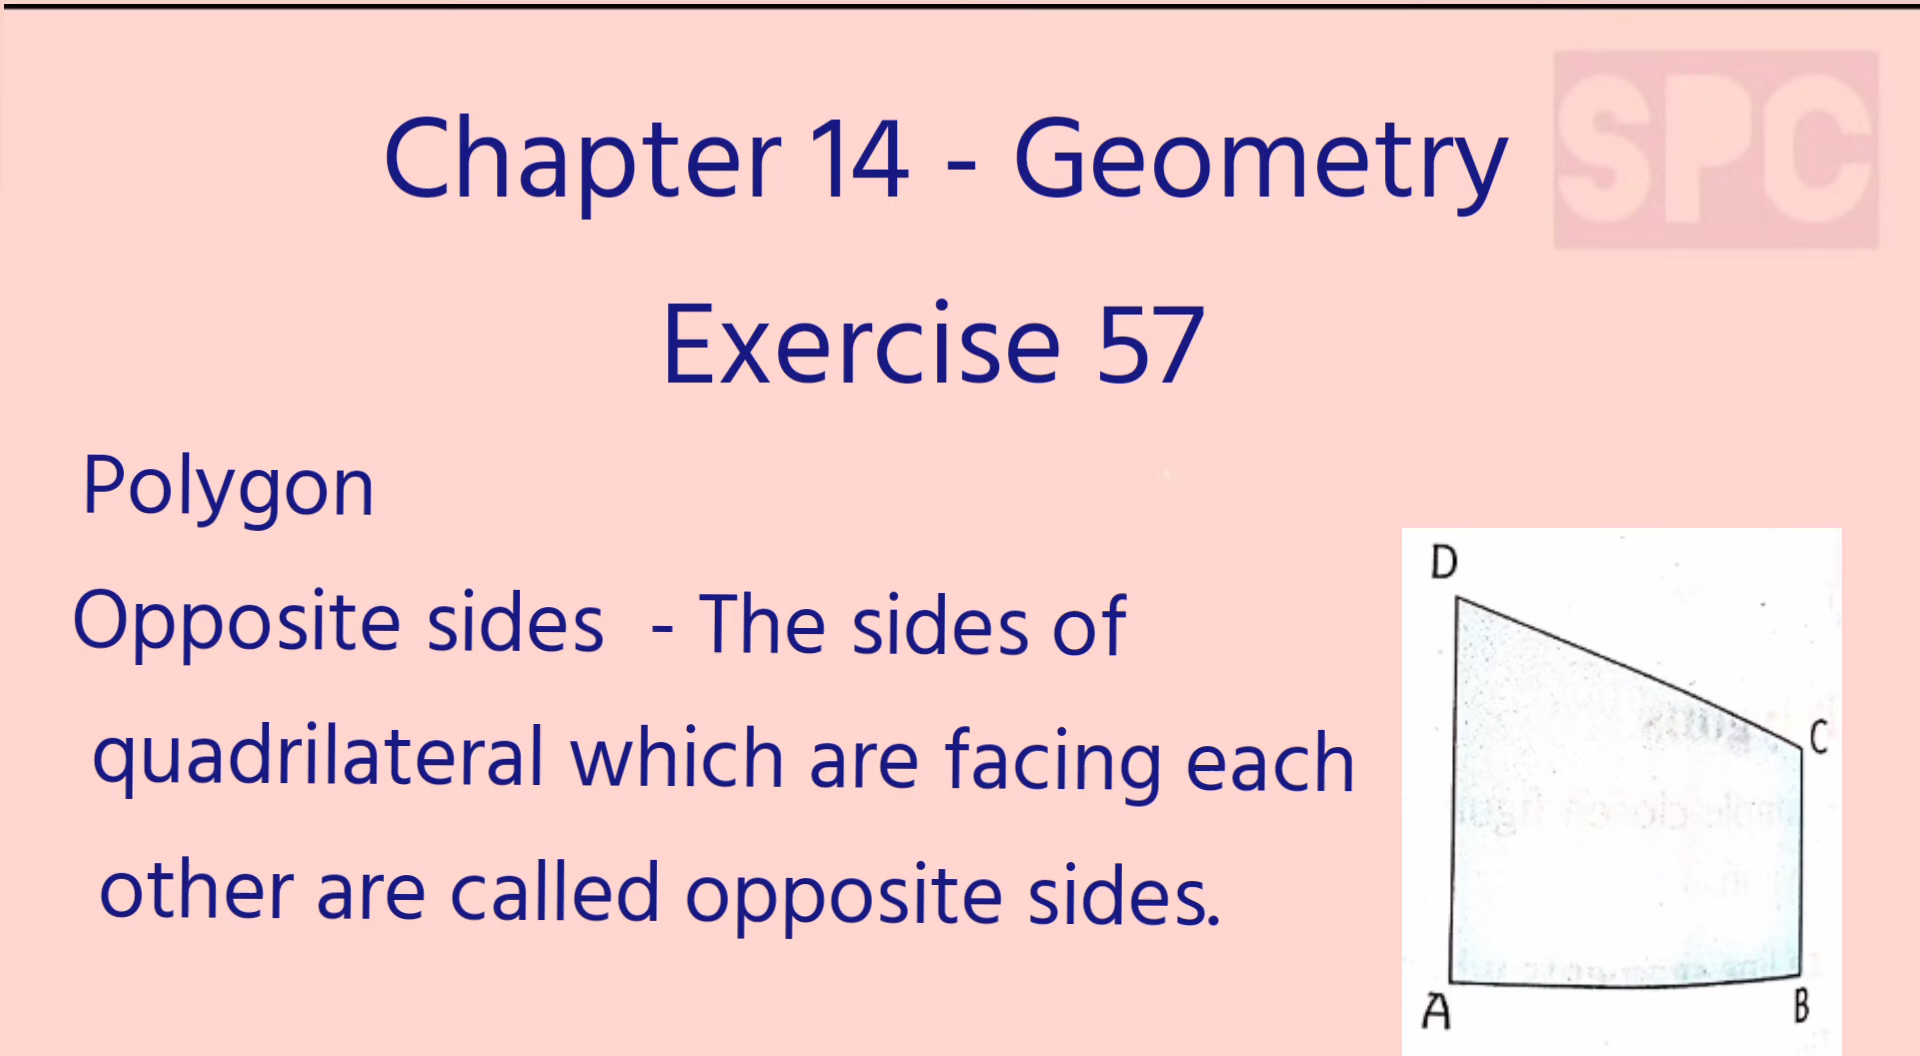 SPC
Chapter 14 - Geometry
Exercise 57
Polygon
Opposite sides - The sides of
quadrilateral which are facing each
other are called opposite sides.
D
C
A
B